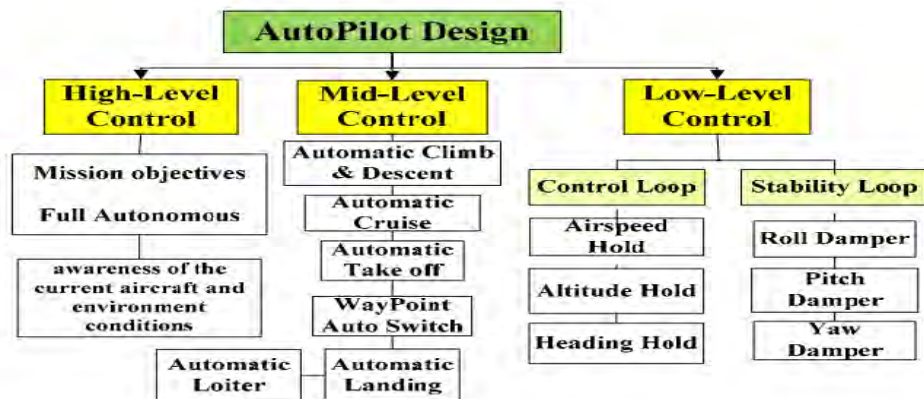 AutoPilot Design
High-Level
Control
Mission objectives
Full Autonomous
awareness of the
current aircraft and
environment
conditions
Mid-Level
Control
Automatic Climb
& Descent
Automatic
Cruise
Automatic
Take off
WayPoint
Auto Switch
Automatic
Landing
Automatic
Loiter
Low-Level
Control
Control Loop
Airspeed
Hold
Altitude Hold
Heading Hold
Stability Loop
Roll Damper
Pitch
Damper
Yaw
Damper